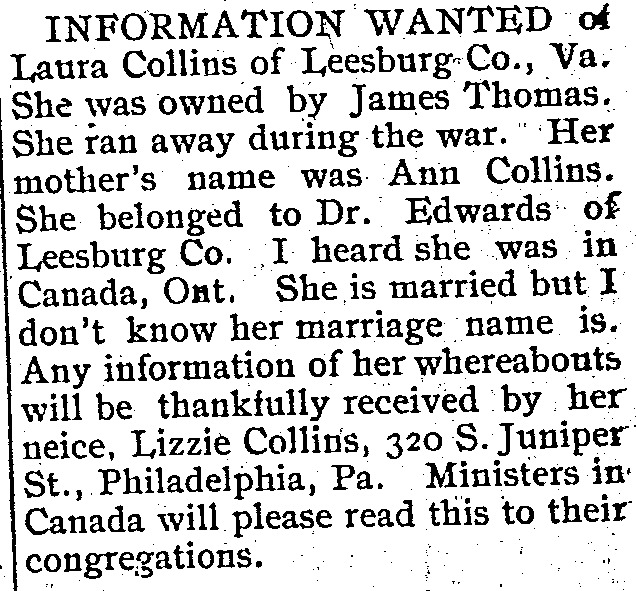 INFORMATION WANTED of
Laura Collins of Leesburg Co., Va.
She was owned by James Thomas.
She ran away during the war. Her
mother's name was Ann Collins.
She belonged to Dr. Edwards of
Leesburg Co. I heard she was in
Canada, Ont. She is married but I
don't know her marriage name is.
Any information of her whereabouts
will be thankfully received by her
neice, Lizzie Collins, 320 S. Juniper
St., Philadelphia, Pa. Ministers in
Canada will please read this to their
congregations.